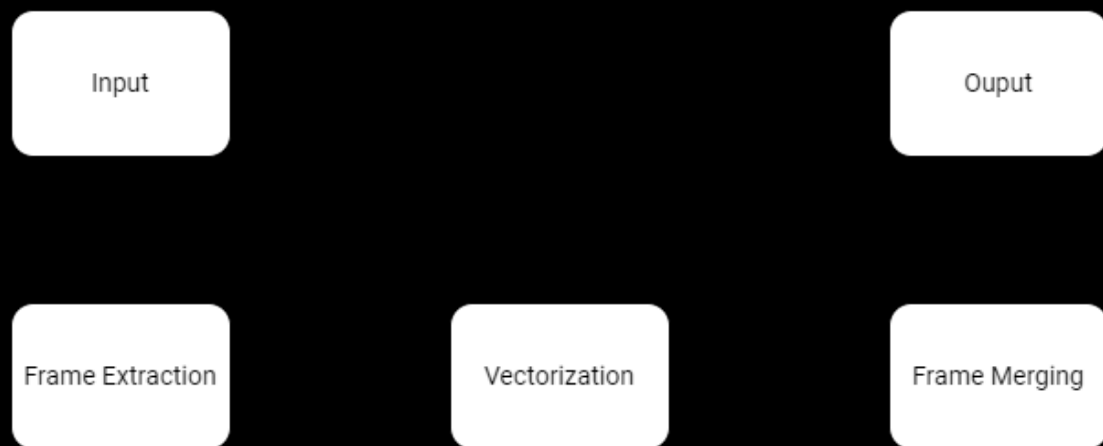 Input
Ouput
Frame Extraction
Vectorization
Frame Merging